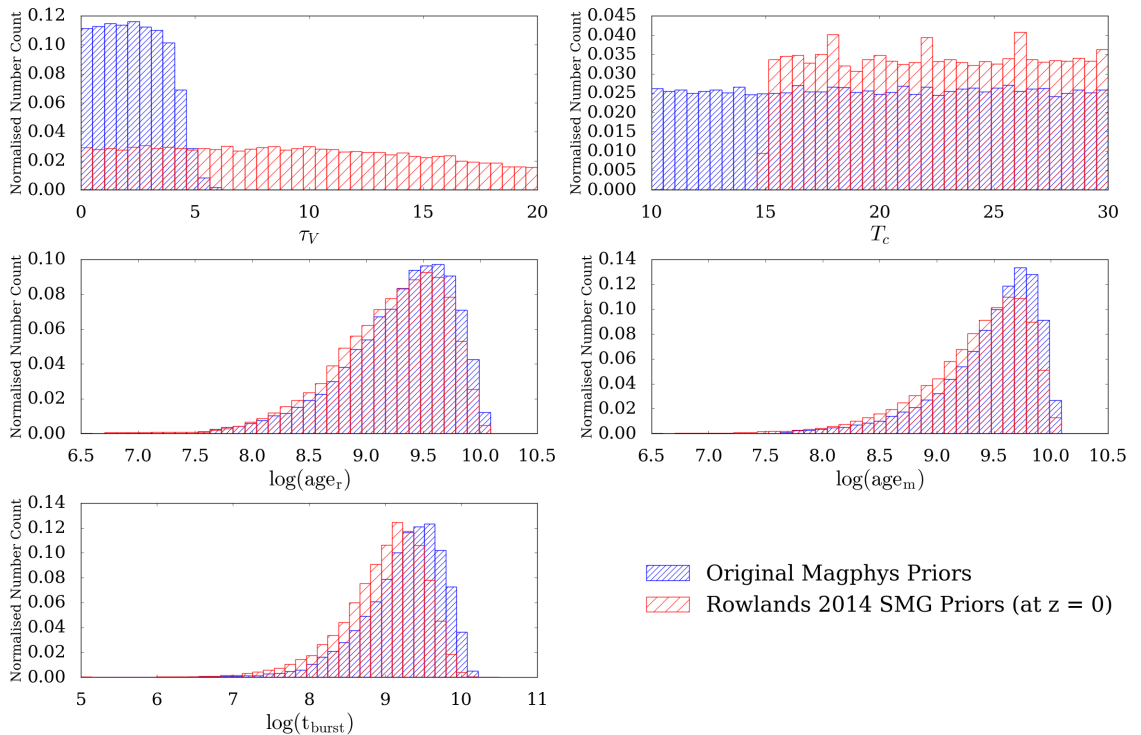 Normalised Number Count
0.12
0.10
0.08
0.06
0.04
0.02
0.00
0 5 10 15 20
τV
Normalised Number Count
0.045
0.040
0.035
0.030
0.025
0.020
0.015
0.010
0.005
0.000
10 15 20 25 30
Tc
Normalised Number Count
0.10
0.08
0.06
0.04
0.02
0.00
6.5 7.0 7.5 8.0 8.5 9.0 9.5 10.0 10.5
log(age_r)
Normalised Number Count
0.14
0.12
0.10
0.08
0.06
0.04
0.02
0.00
6.5 7.0 7.5 8.0 8.5 9.0 9.5 10.0 10.5
log(age_m)
Normalised Number Count
0.14
0.12
0.10
0.08
0.06
0.04
0.02
0.00
5 6 7 8 9 10 11
log(t_burst)
Original Magphys Priors
Rowlands 2014 SMG Priors (at z = 0)